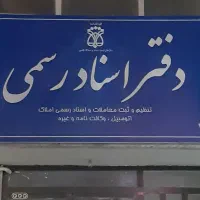 دفتر اسناد رسمی
تنظیم و ثبت معاملات و اسناد رسمی املاک
اتومبیل ، وکالت نامه و غیره